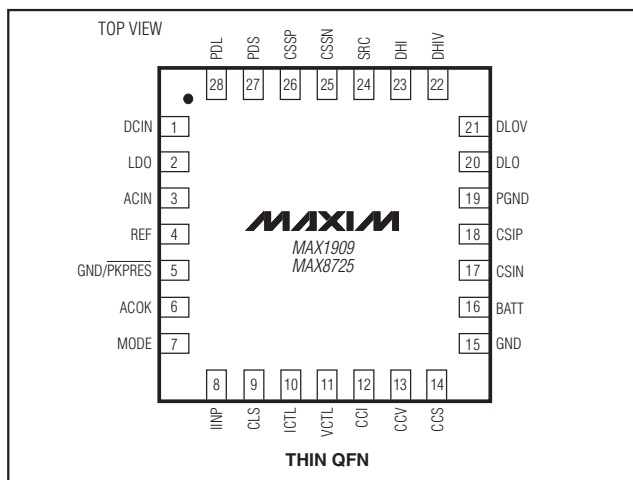 TOP VIEW
PDL
PDS
CSSP
CSSN
SRC
DHI
DHIV
28
27
26
25
24
23
22
DCIN 1
LDO 2
ACIN 3
REF 4
GND/PKPRES 5
ACOK 6
MODE 7
21 DLOV
20 DLO
19 PGND
18 CSIP
17 CSIN
16 BATT
15 GND
MAXIM
MAX1909
MAX8725
8
9
10
11
12
13
14
IINP
CLS
ICTL
VCTL
CCI
CCV
CCS
THIN QFN